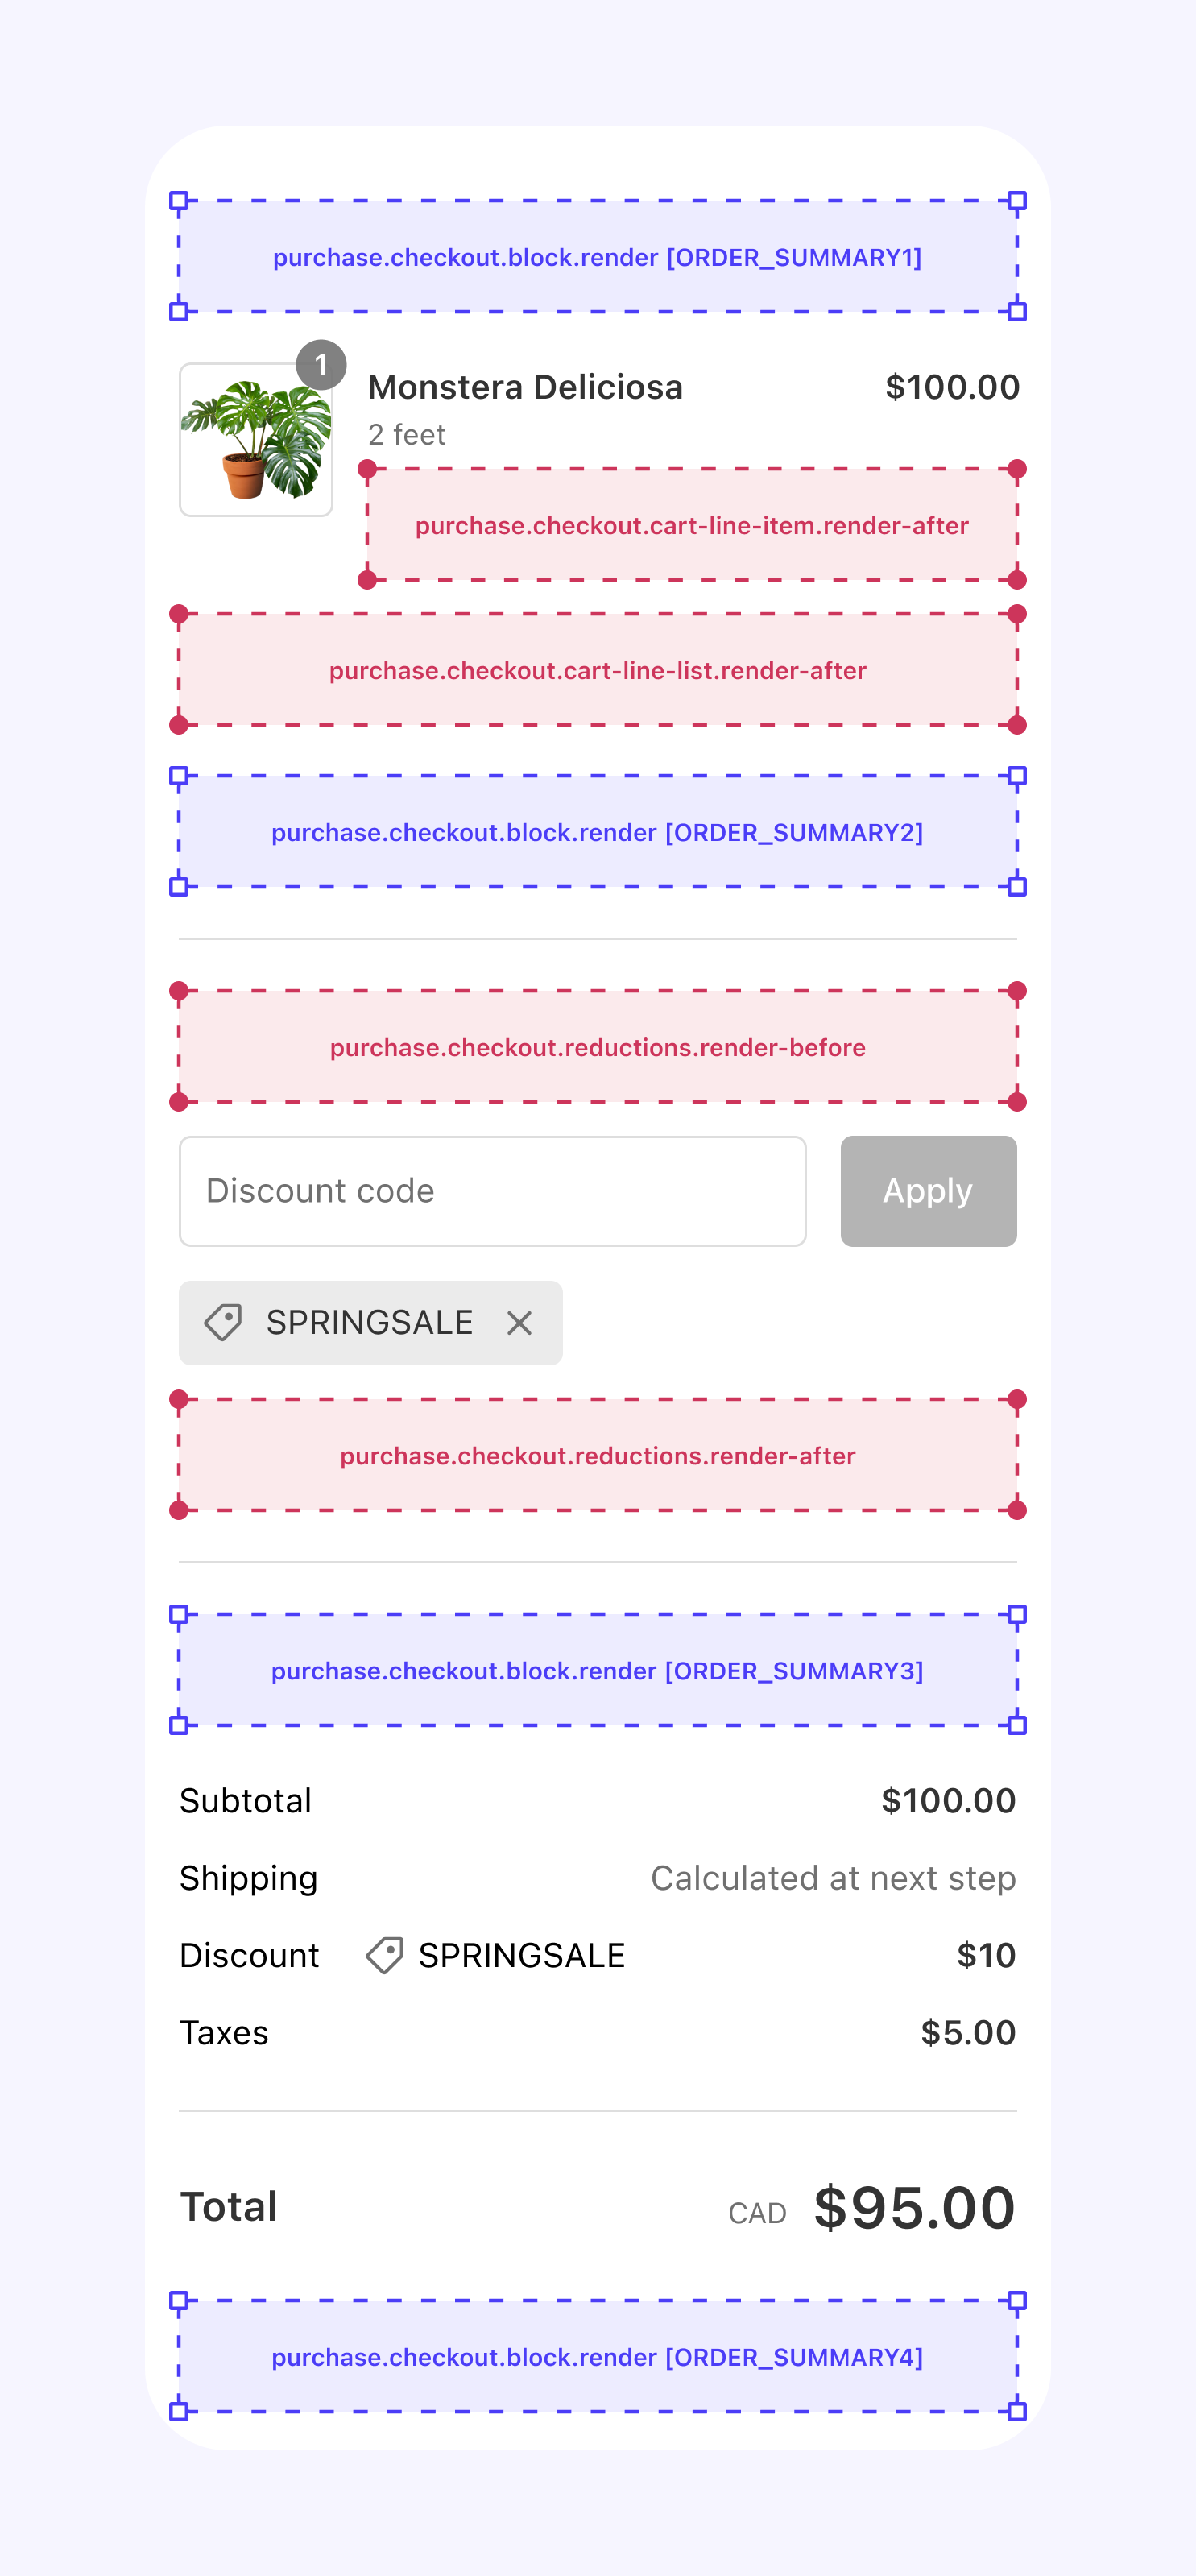 purchase.checkout.block.render [ORDER_SUMMARY1]
1
Monstera Deliciosa $100.00
2 feet
purchase.checkout.cart-line-item.render-after
purchase.checkout.cart-line-list.render-after
purchase.checkout.block.render [ORDER_SUMMARY2]
purchase.checkout.reductions.render-before
Discount code Apply
SPRINGSALE
purchase.checkout.reductions.render-after
purchase.checkout.block.render [ORDER_SUMMARY3]
Subtotal $100.00
Shipping Calculated at next step
Discount SPRINGSALE $10
Taxes $5.00
Total CAD $95.00
purchase.checkout.block.render [ORDER_SUMMARY4]